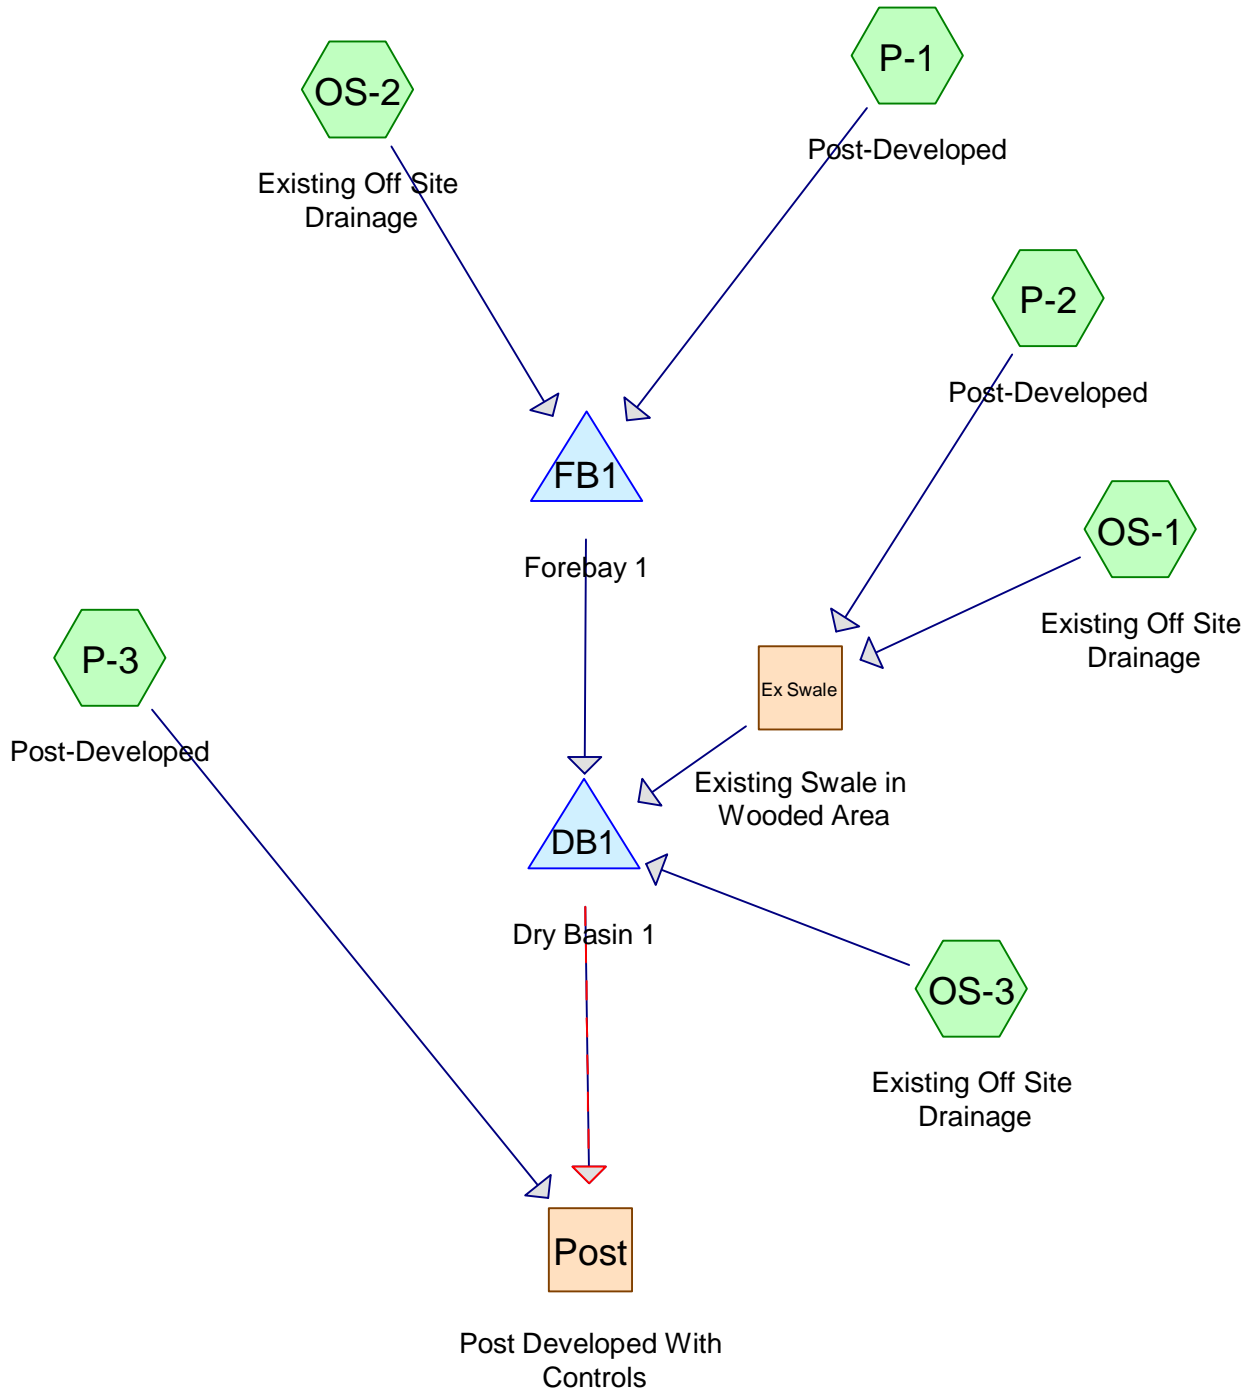 P-1
Post-Developed
OS-2
Existing Off Site
Drainage
P-2
Post-Developed
FB1
Forebay 1
OS-1
Existing Off Site
Drainage
P-3
Post-Developed
Ex Swale
Existing Swale in
Wooded Area
DB1
Dry Basin 1
OS-3
Existing Off Site
Drainage
Post
Post Developed With
Controls